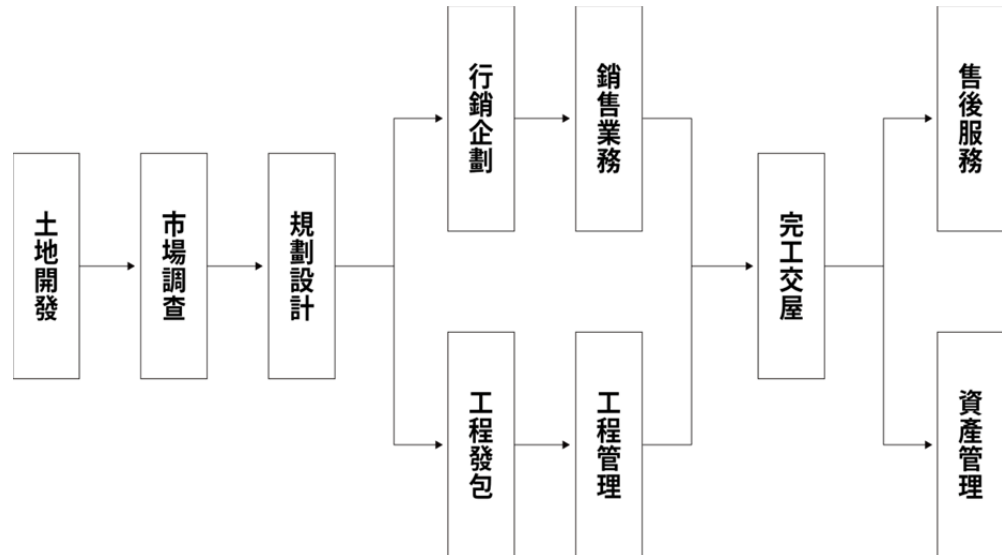 土地開發
市場調查
規劃設計
行銷企劃
銷售業務
工程發包
工程管理
完工交屋
售後服務
資產管理